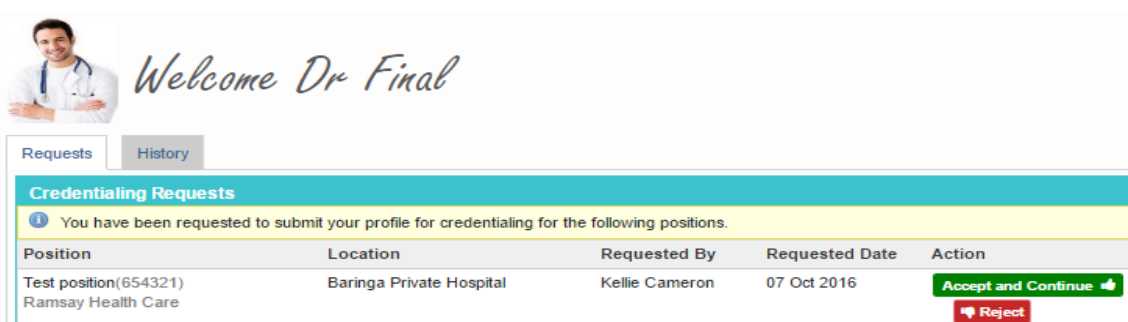 Welcome Dr Final
Requests History
Credentialing Requests
You have been requested to submit your profile for credentialing for the following positions.
Position Location Requested By Requested Date Action
Test position(654321) Baringa Private Hospital Kellie Cameron 07 Oct 2016 Accept and Continue
Ramsay Health Care Reject